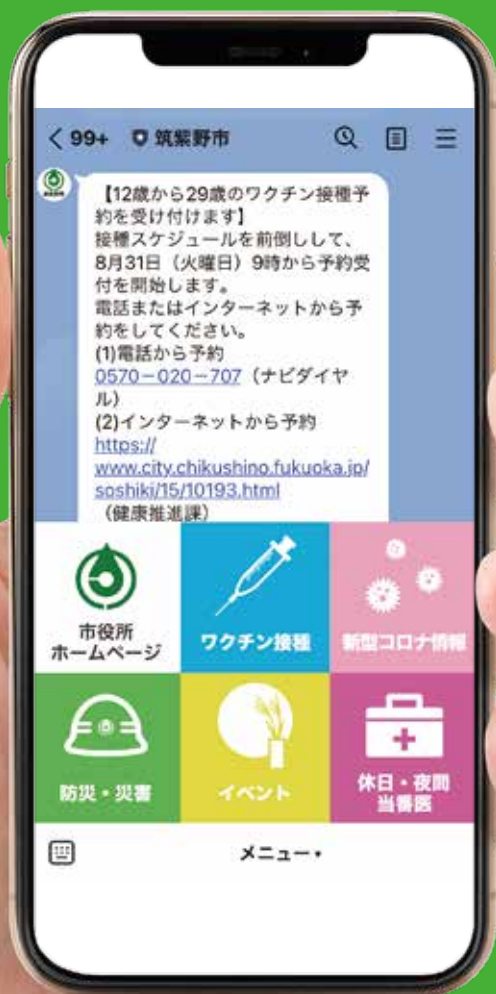 99+ 筑紫野市
【12歳から29歳のワクチン接種予
約を受け付けます】
接種スケジュールを前倒しして、
8月31日（火曜日）9時から予約受
付を開始します。
電話またはインターネットから予
約をしてください。
(1)電話から予約
0570－020－707（ナビダイヤ
ル）
(2)インターネットから予約
https://
www.city.chikushino.fukuoka.jp/
soshiki/15/10193.html
（健康推進課）
市役所
ホームページ
ワクチン接種
新型コロナ情報
防災・災害
イベント
休日・夜間
当番医
メニュー▾